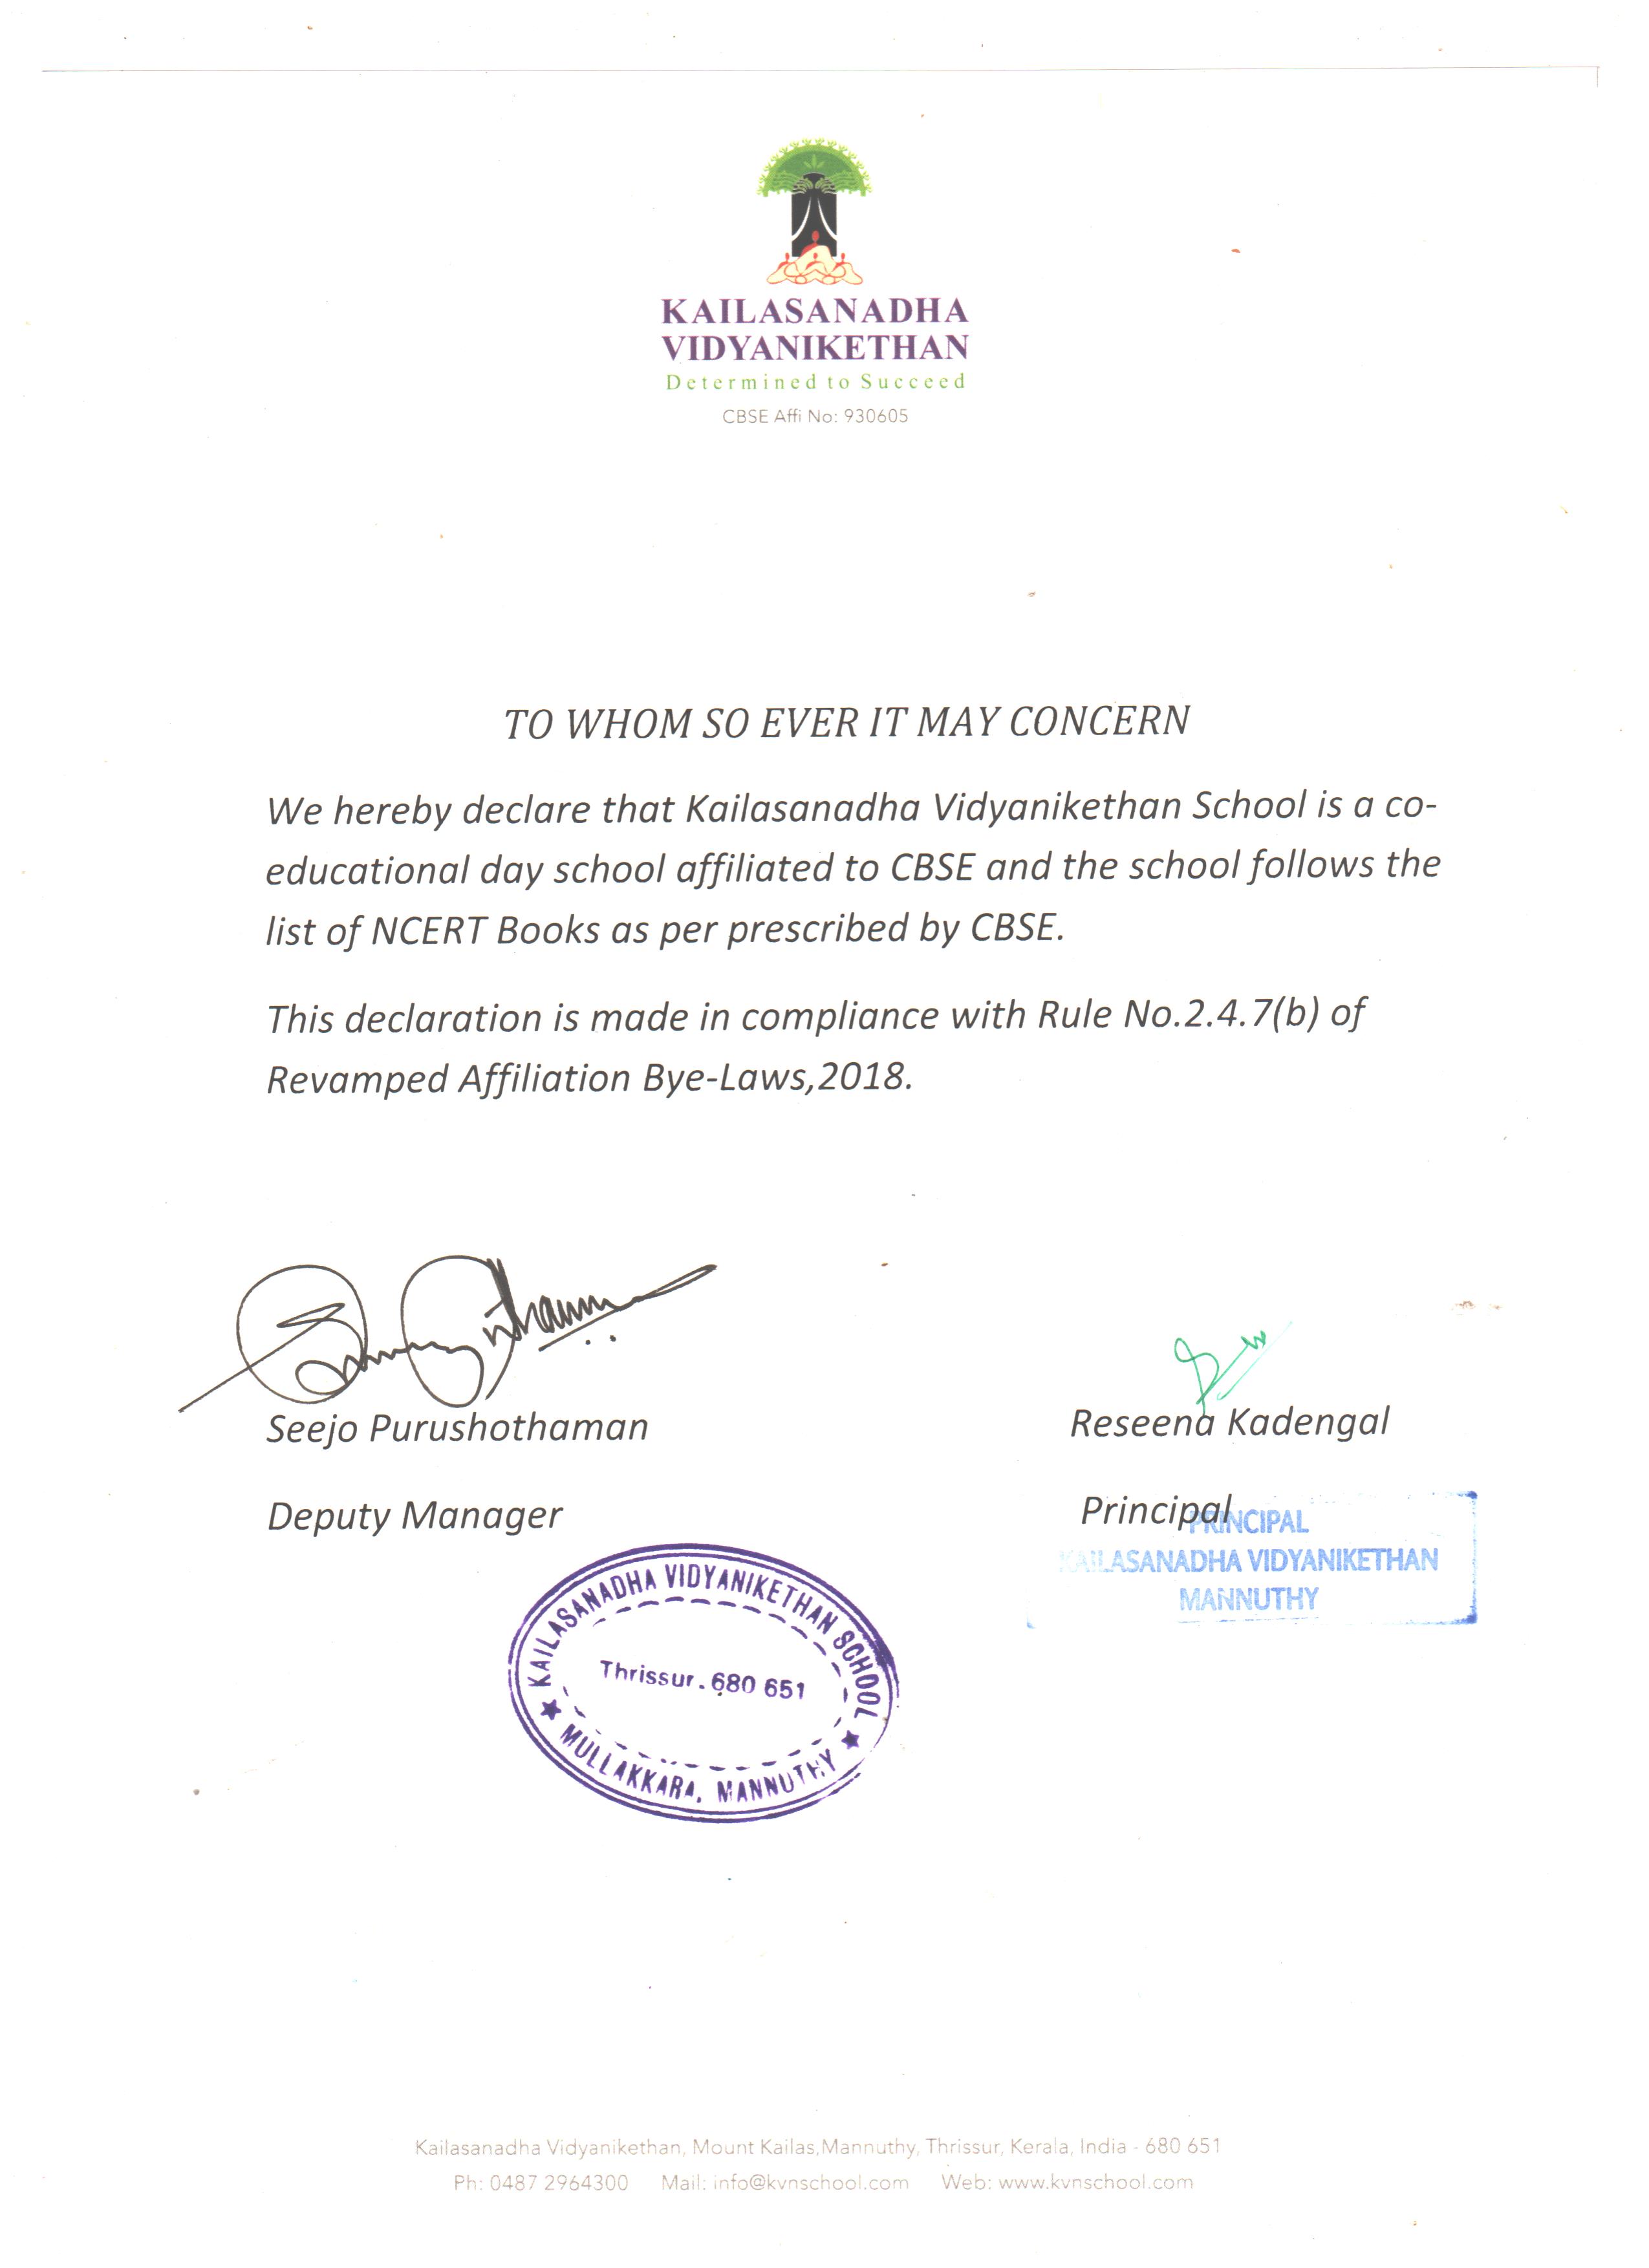 KAILASANADHA
VIDYANIKETHAN
Determined to Succeed
CBSE Affi No: 930605
TO WHOM SO EVER IT MAY CONCERN
We hereby declare that Kailasanadha Vidyanikethan School is a co-
educational day school affiliated to CBSE and the school follows the
list of NCERT Books as per prescribed by CBSE.
This declaration is made in compliance with Rule No.2.4.7(b) of
Revamped Affiliation Bye-Laws,2018.
Seejo Purushothaman
Reseena Kadengal
Deputy Manager
Principal
PRINCIPAL
KAILASANADHA VIDYANIKETHAN
MANNUTHY
KAILASANADHA VIDYANIKETHAN SCHOOL
Thrissur. 680 651
MULLAKKARA, MANNUTHY
Kailasanadha Vidyanikethan, Mount Kailas,Mannuthy, Thrissur, Kerala, India - 680 651
Ph: 0487 2964300 Mail: info@kvnschool.com Web: www.kvnschool.com